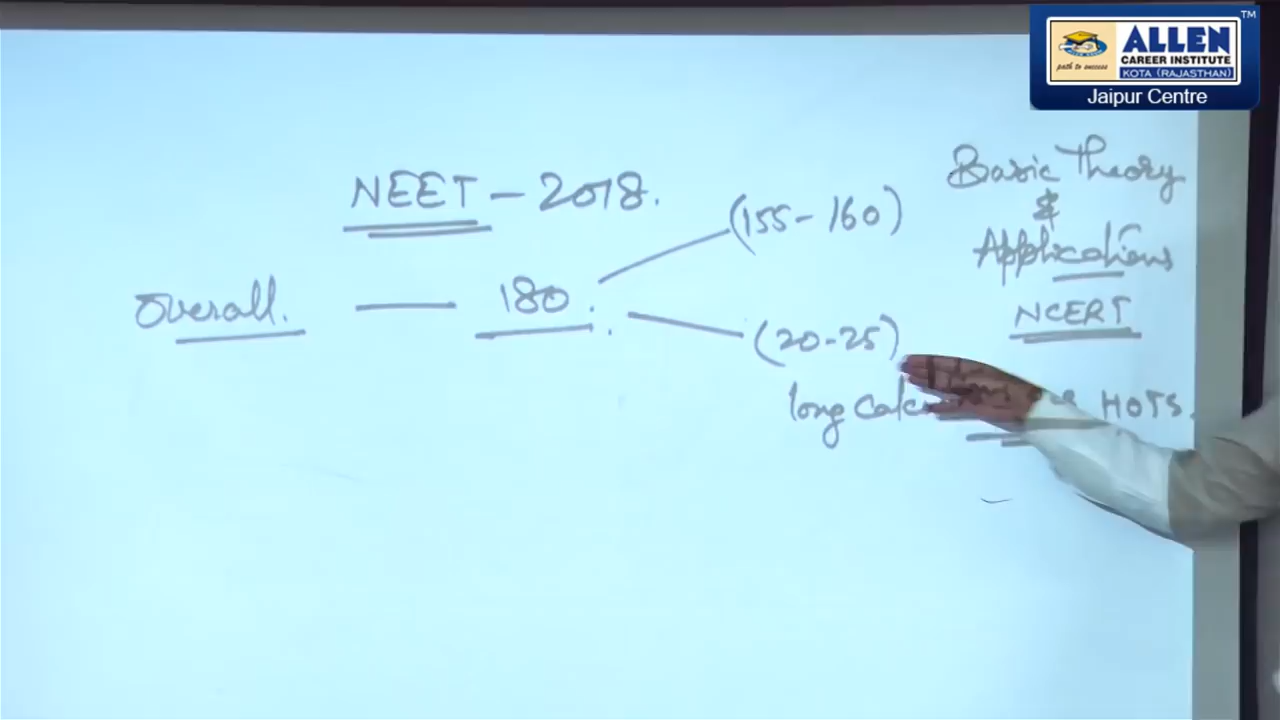 TM
ALLEN
CAREER INSTITUTE
path to success
KOTA (RAJASTHAN)
Jaipur Centre
NEET - 2018.
Overall. — 180.
(155 - 160)
Basic Theory
&
Applications
NCERT
(20 - 25)
long HOTS.